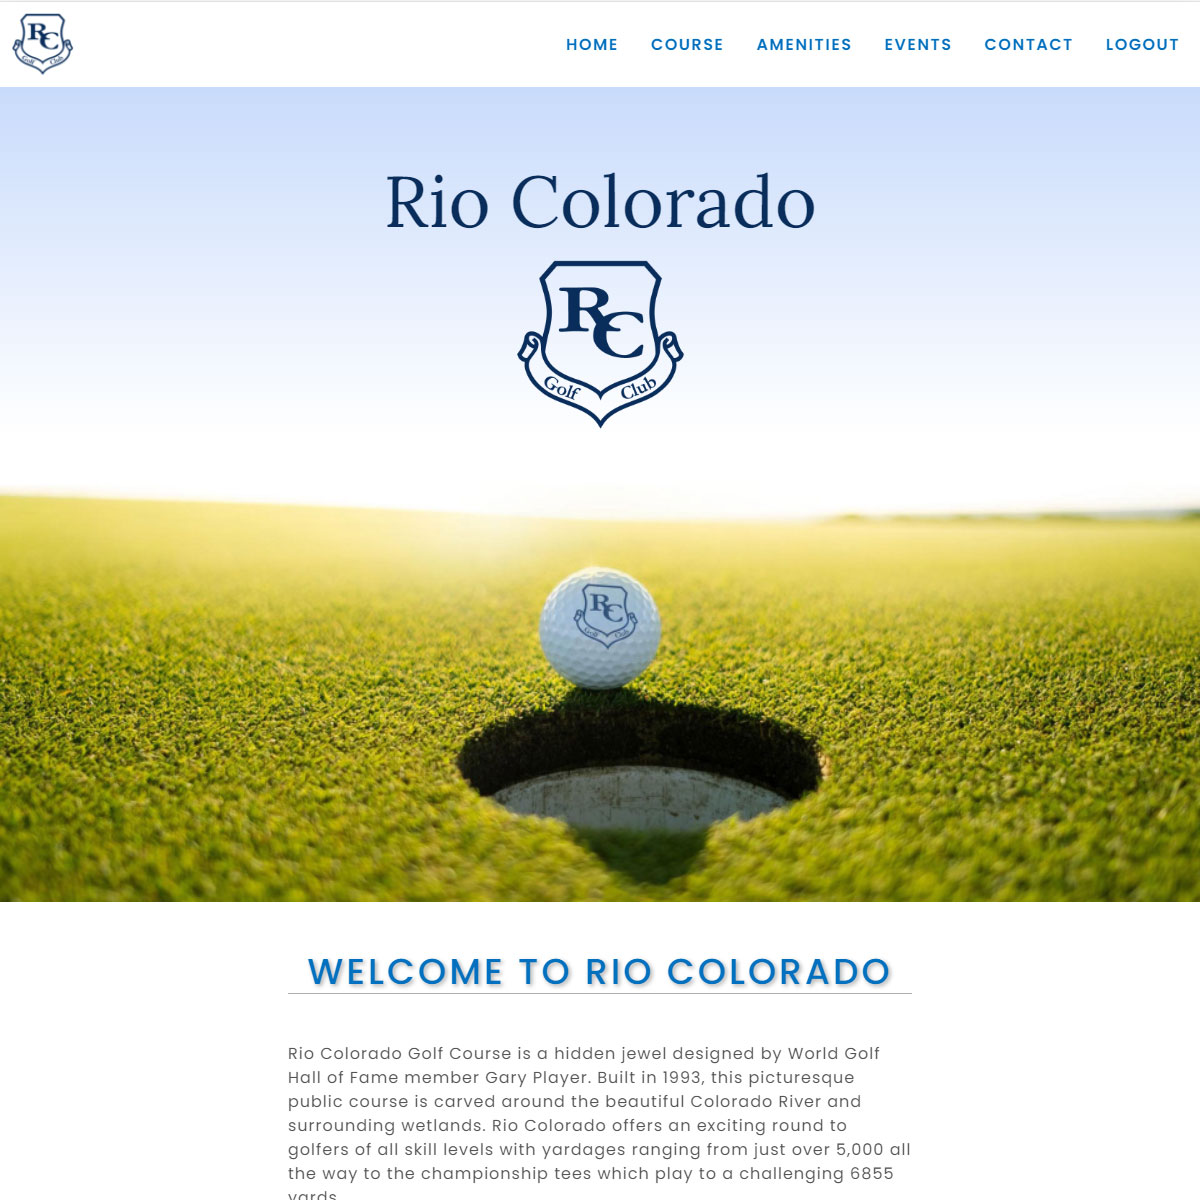 RC
Golf Club
HOME COURSE AMENITIES EVENTS CONTACT LOGOUT
Rio Colorado
RC
Golf Club
RC
Golf Club
WELCOME TO RIO COLORADO
Rio Colorado Golf Course is a hidden jewel designed by World Golf
Hall of Fame member Gary Player. Built in 1993, this picturesque
public course is carved around the beautiful Colorado River and
surrounding wetlands. Rio Colorado offers an exciting round to
golfers of all skill levels with yardages ranging from just over 5,000 all
the way to the championship tees which play to a challenging 6855
yards.